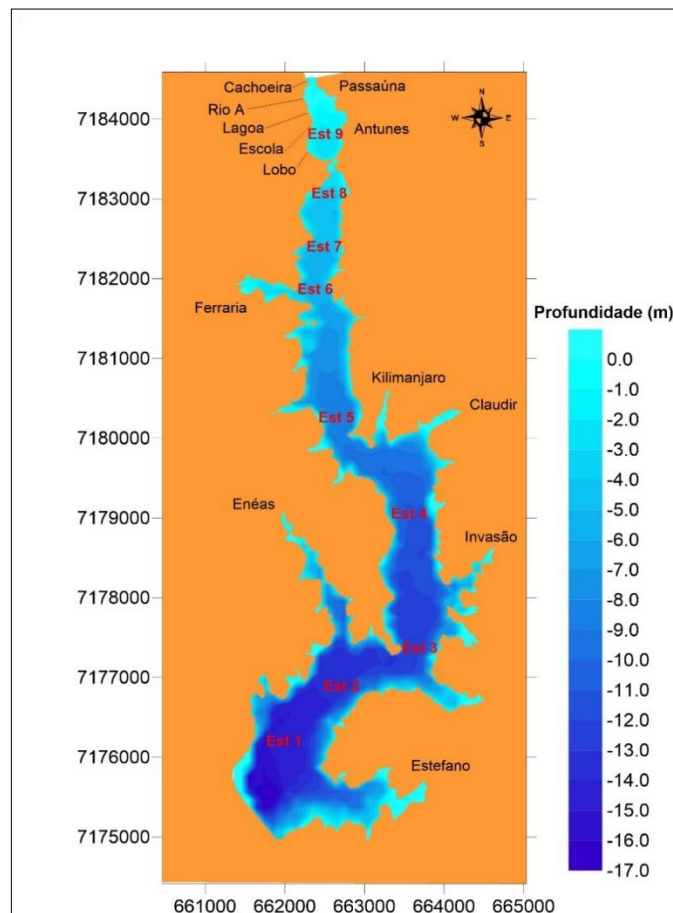 Cachoeira
Passaúna
Rio A
Lagoa
Antunes
Escola
Est 9
Lobo
Est 8
Est 7
Est 6
Ferraria
Kilimanjaro
Claudir
Est 5
Enéas
Est 4
Invasão
Est 3
Est 2
Est 1
Estefano
N
W
E
S
7184000
7183000
7182000
7181000
7180000
7179000
7178000
7177000
7176000
7175000
661000
662000
663000
664000
665000
Profundidade (m)
0.0
-1.0
-2.0
-3.0
-4.0
-5.0
-6.0
-7.0
-8.0
-9.0
-10.0
-11.0
-12.0
-13.0
-14.0
-15.0
-16.0
-17.0